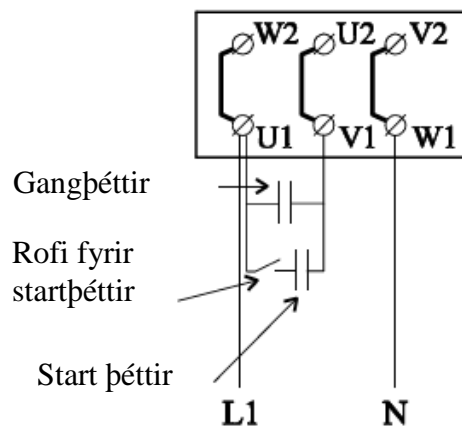 W2 U2 V2
U1 V1 W1
Gangþéttir
Rofi fyrir
startþéttir
Start þéttir
L1 N